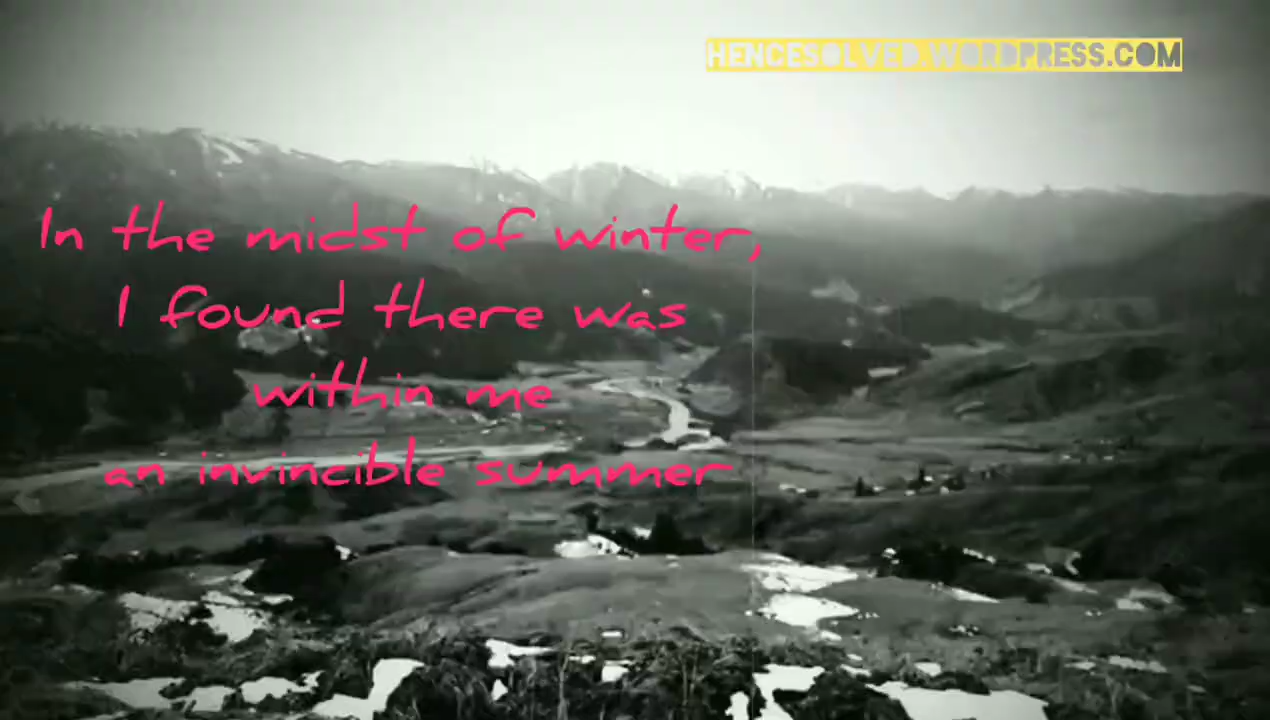 HENCESOLVED.WORDPRESS.COM
In the midst of winter,
I found there was
within me
an invincible summer